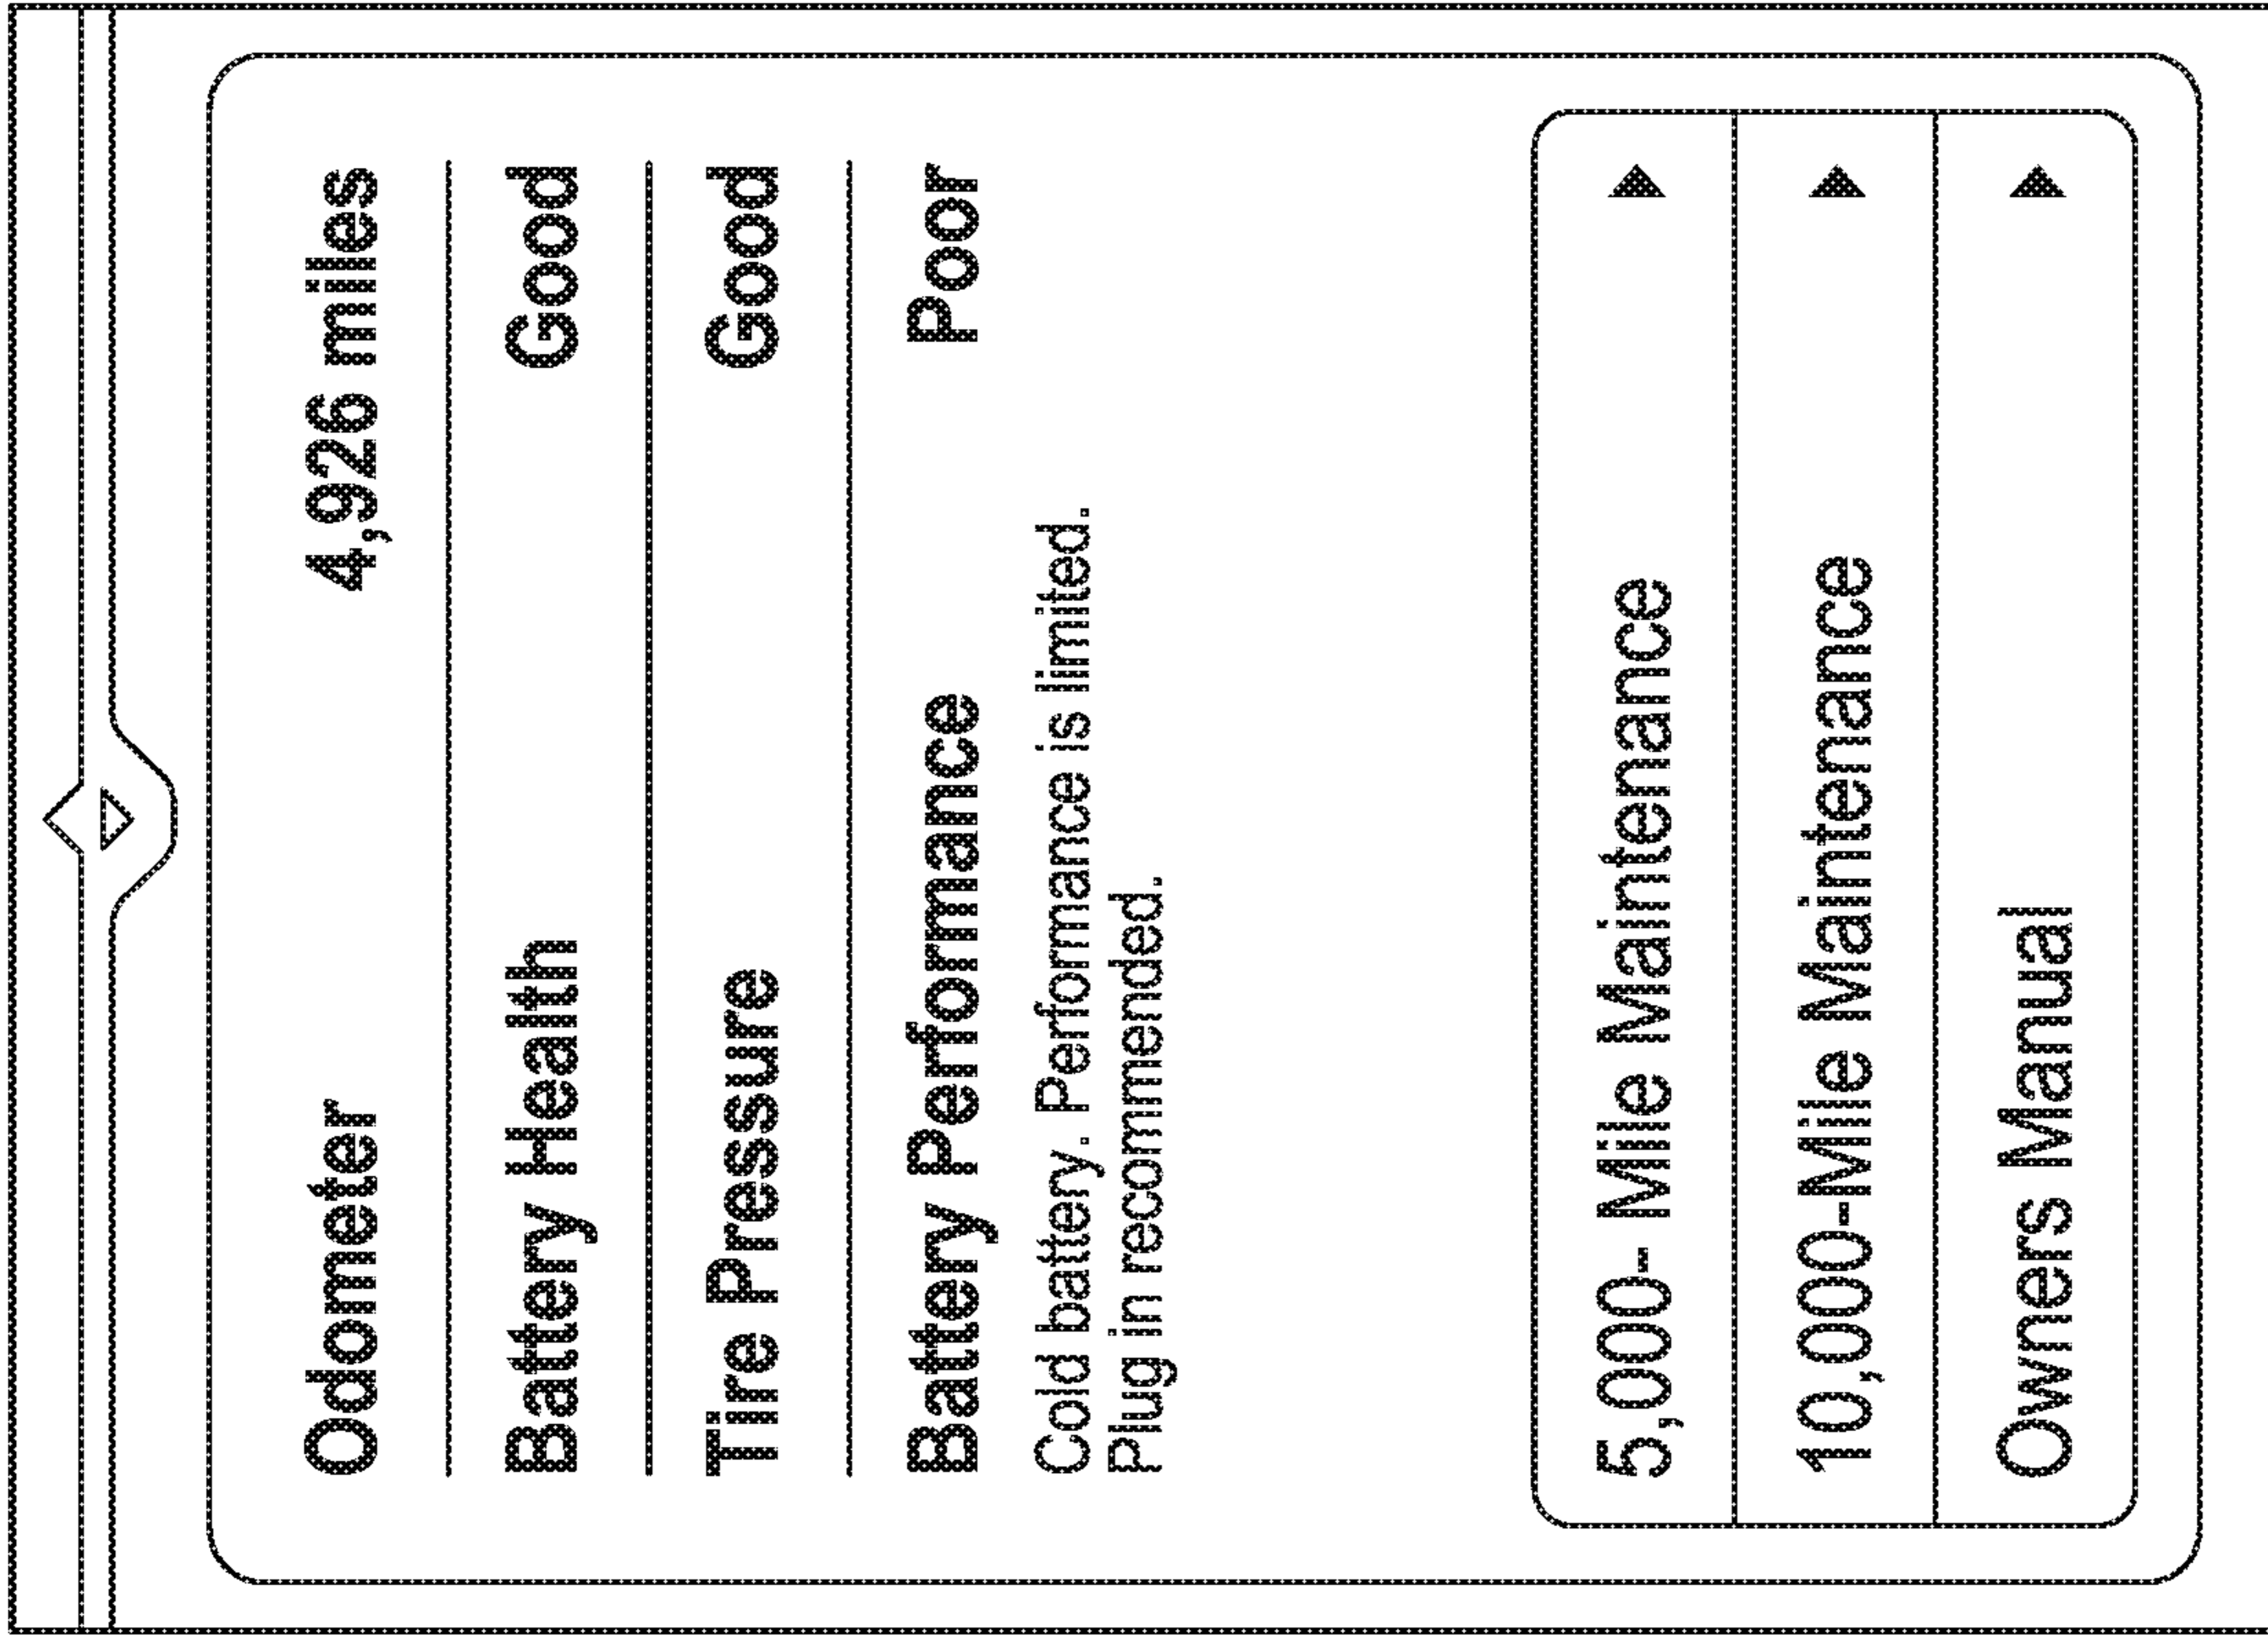 Odometer 4,926 miles
Battery Health Good
Tire Pressure Good
Battery Performance Poor
Cold battery. Performance is limited.
Plug in recommended.
5,000- Mile Maintenance
10,000-Mile Maintenance
Owners Manual